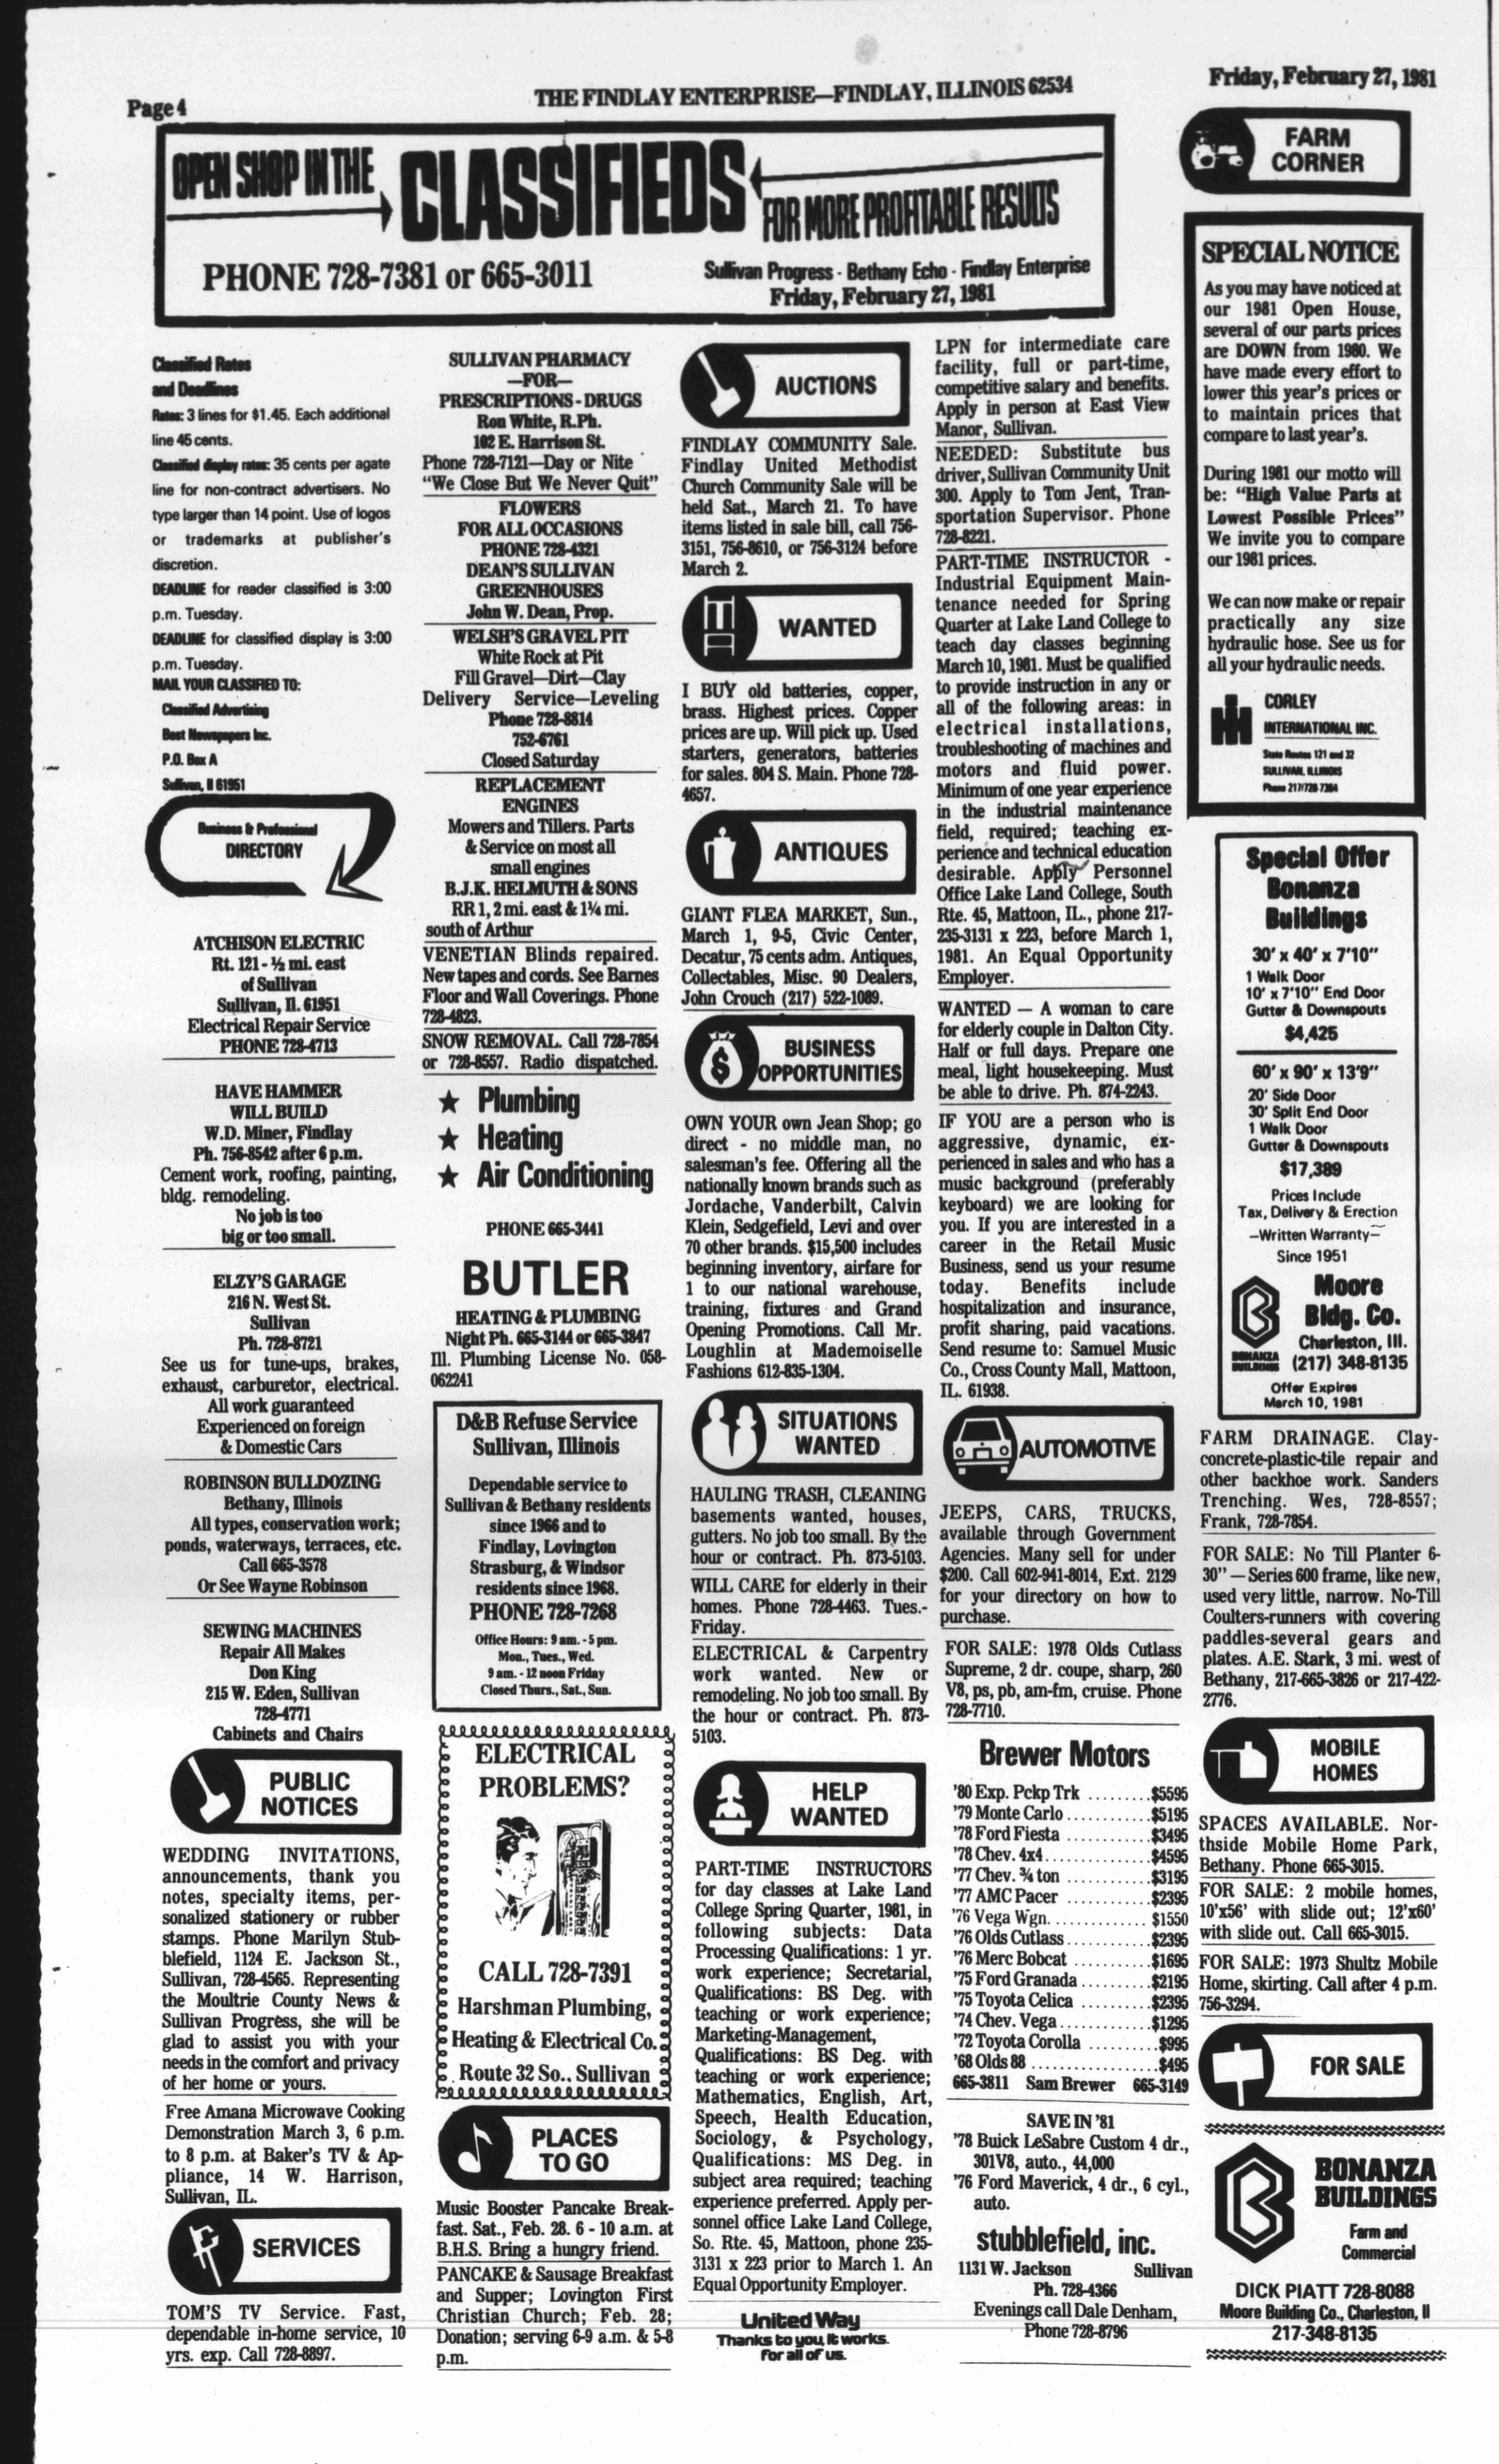 Page 4
THE FINDLAY ENTERPRISE—FINDLAY, ILLINOIS 62534
Friday, February 27, 1981
OPEN SHOP IN THE
CLASSIFIEDS
FOR MORE PROFITABLE RESULTS
PHONE 728-7381 or 665-3011
Sullivan Progress - Bethany Echo - Findlay Enterprise
Friday, February 27, 1981
Classified Rates
and Deadlines
Rates: 3 lines for $1.45. Each additional
line 45 cents.
Classified display rates: 35 cents per agate
line for non-contract advertisers. No
type larger than 14 point. Use of logos
or trademarks at publisher's
discretion.
DEADLINE for reader classified is 3:00
p.m. Tuesday.
DEADLINE for classified display is 3:00
p.m. Tuesday.
MAIL YOUR CLASSIFIED TO:
Classified Advertising
Best Newspapers Inc.
P.O. Box A
Sullivan, Il 61951
Business & Professional
DIRECTORY
ATCHISON ELECTRIC
Rt. 121 - ½ mi. east
of Sullivan
Sullivan, Il. 61951
Electrical Repair Service
PHONE 728-4713
HAVE HAMMER
WILL BUILD
W.D. Miner, Findlay
Ph. 756-8542 after 6 p.m.
Cement work, roofing, painting,
bldg. remodeling.
No job is too
big or too small.
ELZY'S GARAGE
216 N. West St.
Sullivan
Ph. 728-8721
See us for tune-ups, brakes,
exhaust, carburetor, electrical.
All work guaranteed
Experienced on foreign
& Domestic Cars
ROBINSON BULLDOZING
Bethany, Illinois
All types, conservation work;
ponds, waterways, terraces, etc.
Call 665-3578
Or See Wayne Robinson
SEWING MACHINES
Repair All Makes
Don King
215 W. Eden, Sullivan
728-4771
Cabinets and Chairs
PUBLIC
NOTICES
WEDDING INVITATIONS,
announcements, thank you
notes, specialty items, per-
sonalized stationery or rubber
stamps. Phone Marilyn Stub-
blefield, 1124 E. Jackson St.,
Sullivan, 728-4565. Representing
the Moultrie County News &
Sullivan Progress, she will be
glad to assist you with your
needs in the comfort and privacy
of her home or yours.
Free Amana Microwave Cooking
Demonstration March 3, 6 p.m.
to 8 p.m. at Baker's TV & Ap-
pliance, 14 W. Harrison,
Sullivan, IL.
SERVICES
TOM'S TV Service. Fast,
dependable in-home service, 10
yrs. exp. Call 728-8897.
SULLIVAN PHARMACY
—FOR—
PRESCRIPTIONS - DRUGS
Ron White, R.Ph.
102 E. Harrison St.
Phone 728-7121—Day or Nite
"We Close But We Never Quit"
FLOWERS
FOR ALL OCCASIONS
PHONE 728-4321
DEAN'S SULLIVAN
GREENHOUSES
John W. Dean, Prop.
WELSH'S GRAVEL PIT
White Rock at Pit
Fill Gravel—Dirt—Clay
Delivery Service—Leveling
Phone 728-8814
752-6761
Closed Saturday
REPLACEMENT
ENGINES
Mowers and Tillers. Parts
& Service on most all
small engines
B.J.K. HELMUTH & SONS
RR 1, 2 mi. east & 1¼ mi.
south of Arthur
VENETIAN Blinds repaired.
New tapes and cords. See Barnes
Floor and Wall Coverings. Phone
728-4823.
SNOW REMOVAL. Call 728-7854
or 728-8557. Radio dispatched.
★ Plumbing
★ Heating
★ Air Conditioning
PHONE 665-3441
BUTLER
HEATING & PLUMBING
Night Ph. 665-3144 or 665-3847
Ill. Plumbing License No. 058-
062241
D&B Refuse Service
Sullivan, Illinois
Dependable service to
Sullivan & Bethany residents
since 1966 and to
Findlay, Lovington
Strasburg, & Windsor
residents since 1968.
PHONE 728-7268
Office Hours: 9 am. - 5 pm.
Mon., Tues., Wed.
9 am. - 12 noon Friday
Closed Thurs., Sat., Sun.
ELECTRICAL
PROBLEMS?
CALL 728-7391
Harshman Plumbing,
Heating & Electrical Co.
Route 32 So., Sullivan
PLACES
TO GO
Music Booster Pancake Break-
fast. Sat., Feb. 28. 6 - 10 a.m. at
B.H.S. Bring a hungry friend.
PANCAKE & Sausage Breakfast
and Supper; Lovington First
Christian Church; Feb. 28;
Donation; serving 6-9 a.m. & 5-8
p.m.
AUCTIONS
FINDLAY COMMUNITY Sale.
Findlay United Methodist
Church Community Sale will be
held Sat., March 21. To have
items listed in sale bill, call 756-
3151, 756-8610, or 756-3124 before
March 2.
WANTED
I BUY old batteries, copper,
brass. Highest prices. Copper
prices are up. Will pick up. Used
starters, generators, batteries
for sales. 804 S. Main. Phone 728-
4657.
ANTIQUES
GIANT FLEA MARKET, Sun.,
March 1, 9-5, Civic Center,
Decatur, 75 cents adm. Antiques,
Collectables, Misc. 90 Dealers,
John Crouch (217) 522-1089.
BUSINESS
OPPORTUNITIES
OWN YOUR own Jean Shop; go
direct - no middle man, no
salesman's fee. Offering all the
nationally known brands such as
Jordache, Vanderbilt, Calvin
Klein, Sedgefield, Levi and over
70 other brands. $15,500 includes
beginning inventory, airfare for
1 to our national warehouse,
training, fixtures and Grand
Opening Promotions. Call Mr.
Loughlin at Mademoiselle
Fashions 612-835-1304.
SITUATIONS
WANTED
HAULING TRASH, CLEANING
basements wanted, houses,
gutters. No job too small. By the
hour or contract. Ph. 873-5103.
WILL CARE for elderly in their
homes. Phone 728-4463. Tues.-
Friday.
ELECTRICAL & Carpentry
work wanted. New or
remodeling. No job too small. By
the hour or contract. Ph. 873-
5103.
HELP
WANTED
PART-TIME INSTRUCTORS
for day classes at Lake Land
College Spring Quarter, 1981, in
following subjects: Data
Processing Qualifications: 1 yr.
work experience; Secretarial,
Qualifications: BS Deg. with
teaching or work experience;
Marketing-Management,
Qualifications: BS Deg. with
teaching or work experience;
Mathematics, English, Art,
Speech, Health Education,
Sociology, & Psychology,
Qualifications: MS Deg. in
subject area required; teaching
experience preferred. Apply per-
sonnel office Lake Land College,
So. Rte. 45, Mattoon, phone 235-
3131 x 223 prior to March 1. An
Equal Opportunity Employer.
United Way
Thanks to you, it works.
For all of us.
LPN for intermediate care
facility, full or part-time,
competitive salary and benefits.
Apply in person at East View
Manor, Sullivan.
NEEDED: Substitute bus
driver, Sullivan Community Unit
300. Apply to Tom Jent, Tran-
sportation Supervisor. Phone
728-8221.
PART-TIME INSTRUCTOR -
Industrial Equipment Main-
tenance needed for Spring
Quarter at Lake Land College to
teach day classes beginning
March 10, 1981. Must be qualified
to provide instruction in any or
all of the following areas: in
electrical installations,
troubleshooting of machines and
motors and fluid power.
Minimum of one year experience
in the industrial maintenance
field, required; teaching ex-
perience and technical education
desirable. Apply Personnel
Office Lake Land College, South
Rte. 45, Mattoon, IL., phone 217-
235-3131 x 223, before March 1,
1981. An Equal Opportunity
Employer.
WANTED — A woman to care
for elderly couple in Dalton City.
Half or full days. Prepare one
meal, light housekeeping. Must
be able to drive. Ph. 874-2243.
IF YOU are a person who is
aggressive, dynamic, ex-
perienced in sales and who has a
music background (preferably
keyboard) we are looking for
you. If you are interested in a
career in the Retail Music
Business, send us your resume
today. Benefits include
hospitalization and insurance,
profit sharing, paid vacations.
Send resume to: Samuel Music
Co., Cross County Mall, Mattoon,
IL. 61938.
AUTOMOTIVE
JEEPS, CARS, TRUCKS,
available through Government
Agencies. Many sell for under
$200. Call 602-941-8014, Ext. 2129
for your directory on how to
purchase.
FOR SALE: 1978 Olds Cutlass
Supreme, 2 dr. coupe, sharp, 260
V8, ps, pb, am-fm, cruise. Phone
728-7710.
Brewer Motors
'80 Exp. Pckp Trk ........ $5595
'79 Monte Carlo ........... $5195
'78 Ford Fiesta ........... $3495
'78 Chev. 4x4 ............. $4595
'77 Chev. ¾ ton ........... $3195
'77 AMC Pacer ............ $2395
'76 Vega Wgn. ............ $1550
'76 Olds Cutlass ........... $2395
'76 Merc Bobcat .......... $1695
'75 Ford Granada ......... $2195
'75 Toyota Celica ......... $2395
'74 Chev. Vega ............ $1295
'72 Toyota Corolla ......... $995
'68 Olds 88 ................ $495
665-3811 Sam Brewer 665-3149
SAVE IN '81
'78 Buick LeSabre Custom 4 dr.,
301V8, auto., 44,000
'76 Ford Maverick, 4 dr., 6 cyl.,
auto.
stubblefield, inc.
1131 W. Jackson Sullivan
Ph. 728-4366
Evenings call Dale Denham,
Phone 728-8796
FARM
CORNER
SPECIAL NOTICE
As you may have noticed at
our 1981 Open House,
several of our parts prices
are DOWN from 1980. We
have made every effort to
lower this year's prices or
to maintain prices that
compare to last year's.
During 1981 our motto will
be: "High Value Parts at
Lowest Possible Prices"
We invite you to compare
our 1981 prices.
We can now make or repair
practically any size
hydraulic hose. See us for
all your hydraulic needs.
CORLEY
INTERNATIONAL INC.
State Routes 121 and 32
SULLIVAN, ILLINOIS
Phone 217/728-7364
Special Offer
Bonanza
Buildings
30' x 40' x 7'10"
1 Walk Door
10' x 7'10" End Door
Gutter & Downspouts
$4,425
60' x 90' x 13'9"
20' Side Door
30' Split End Door
1 Walk Door
Gutter & Downspouts
$17,389
Prices Include
Tax, Delivery & Erection
—Written Warranty—
Since 1951
Moore
Bldg. Co.
Charleston, Ill.
BONANZA
BUILDINGS
(217) 348-8135
Offer Expires
March 10, 1981
FARM DRAINAGE. Clay-
concrete-plastic-tile repair and
other backhoe work. Sanders
Trenching. Wes, 728-8557;
Frank, 728-7854.
FOR SALE: No Till Planter 6-
30" — Series 600 frame, like new,
used very little, narrow. No-Till
Coulters-runners with covering
paddles-several gears and
plates. A.E. Stark, 3 mi. west of
Bethany, 217-665-3826 or 217-422-
2776.
MOBILE
HOMES
SPACES AVAILABLE. Nor-
thside Mobile Home Park,
Bethany. Phone 665-3015.
FOR SALE: 2 mobile homes,
10'x56' with slide out; 12'x60'
with slide out. Call 665-3015.
FOR SALE: 1973 Shultz Mobile
Home, skirting. Call after 4 p.m.
756-3294.
FOR SALE
BONANZA
BUILDINGS
Farm and
Commercial
DICK PIATT 728-8088
Moore Building Co., Charleston, Il
217-348-8135